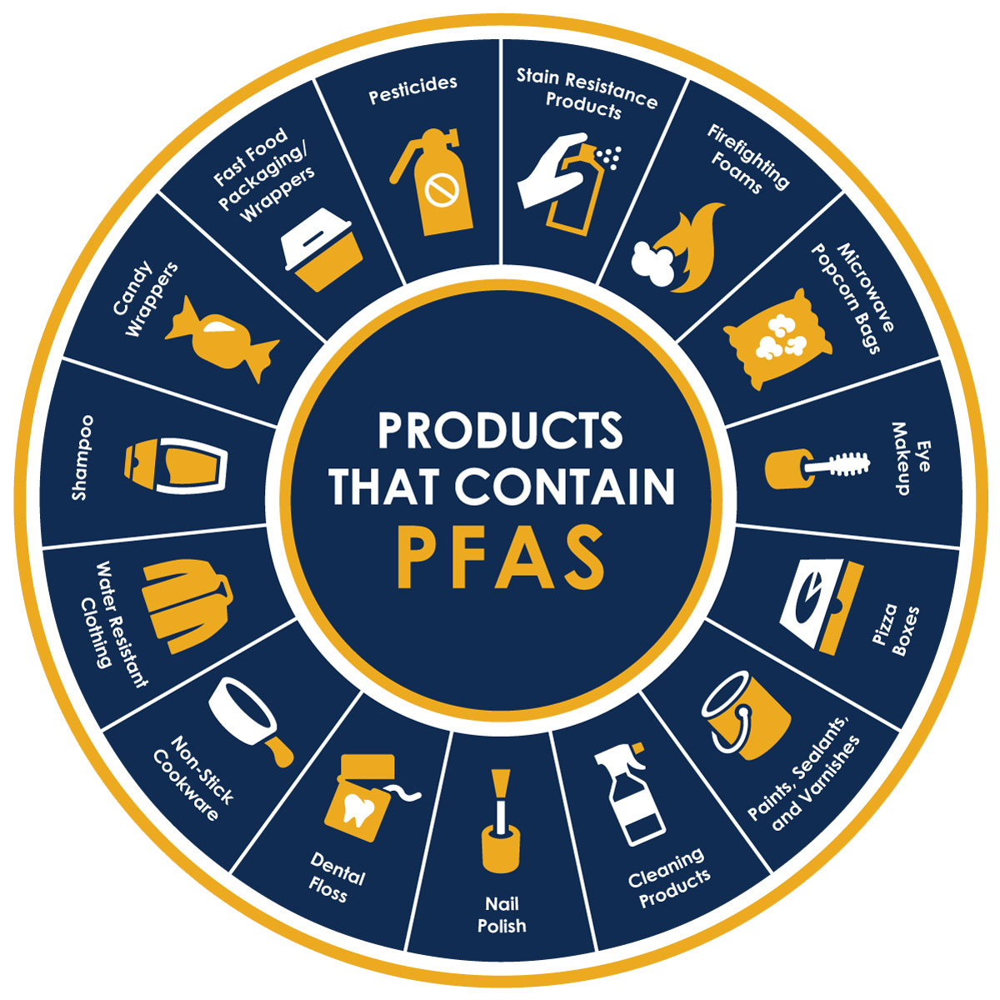 PRODUCTS
THAT CONTAIN
PFAS
Stain Resistance
Products
Firefighting
Foams
Microwave
Popcorn Bags
Eye
Makeup
Pizza
Boxes
Paints, Sealants,
and Varnishes
Cleaning
Products
Nail
Polish
Dental
Floss
Non-Stick
Cookware
Water Resistant
Clothing
Shampoo
Candy
Wrappers
Fast Food
Packaging/
Wrappers
Pesticides